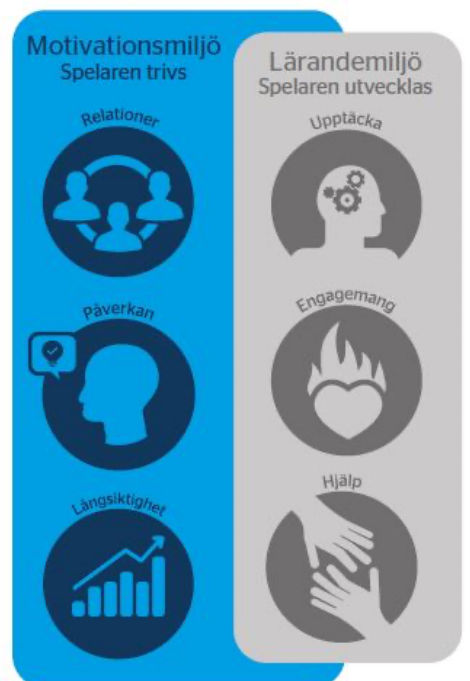 Motivationsmiljö
Spelaren trivs
Relationer
Påverkan
Långsiktighet
Lärandemiljö
Spelaren utvecklas
Upptäcka
Engagemang
Hjälp